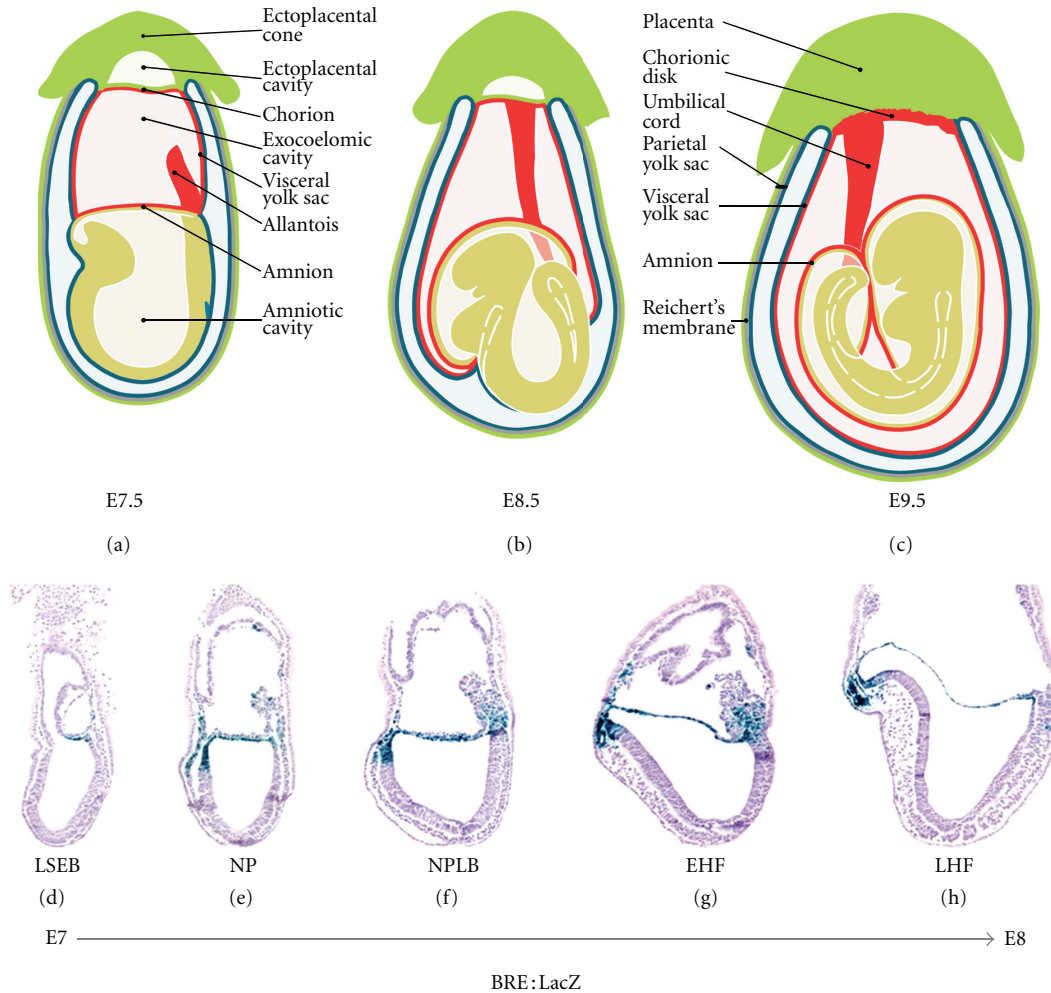 Ectoplacental
cone
Ectoplacental
cavity
Chorion
Exocoelomic
cavity
Visceral
yolk sac
Allantois
Amnion
Amniotic
cavity
Placenta
Chorionic
disk
Umbilical
cord
Parietal
yolk sac
Visceral
yolk sac
Amnion
Reichert's
membrane
E7.5
E8.5
E9.5
(a)
(b)
(c)
LSEB
NP
NPLB
EHF
LHF
(d)
(e)
(f)
(g)
(h)
E7
E8
BRE:LacZ